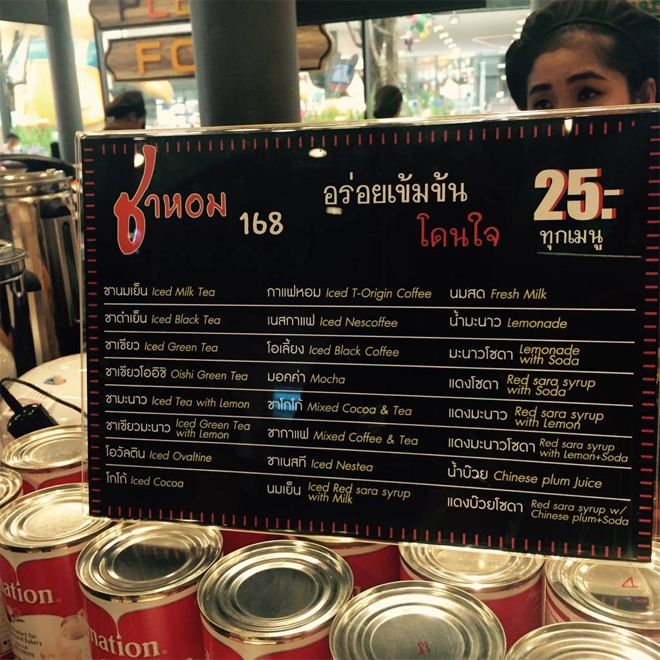 FO
ชาหอม 168
อร่อยเข้มข้น
โดนใจ
25.-
ทุกเมนู
ชานมเย็น Iced Milk Tea
ชาดำเย็น Iced Black Tea
ชาเขียว Iced Green Tea
ชาเขียวโออิชิ Oishi Green Tea
ชามะนาว Iced Tea with Lemon
ชาเขียวมะนาว Iced Green Tea
with Lemon
โอวัลติน Iced Ovaltine
โกโก้ Iced Cocoa
กาแฟหอม Iced T-Origin Coffee
เนสกาแฟ Iced Nescoffee
โอเลี้ยง Iced Black Coffee
มอคค่า Mocha
ชาโกโก้ Mixed Cocoa & Tea
ชากาแฟ Mixed Coffee & Tea
ชาเนสที Iced Nestea
นมเย็น Iced Red sara syrup
with Milk
นมสด Fresh Milk
น้ำมะนาว Lemonade
มะนาวโซดา Lemonade
with Soda
แดงโซดา Red sara syrup
with Soda
แดงมะนาว Red sara syrup
with Lemon
แดงมะนาวโซดา Red sara syrup
with Lemon+Soda
น้ำบ๊วย Chinese plum Juice
แดงบ๊วยโซดา Red sara syrup w/
Chinese plum+Soda
nation
nation